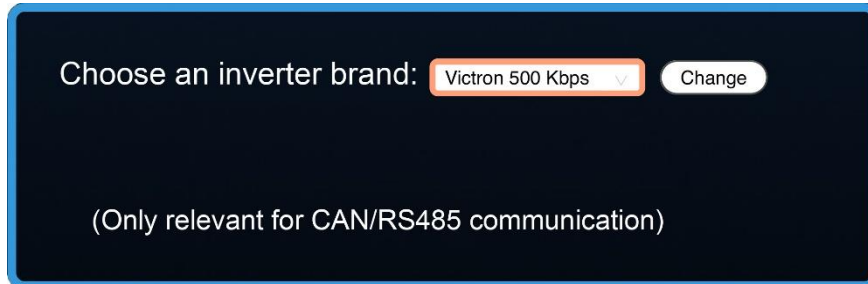 Choose an inverter brand: Victron 500 Kbps Change
(Only relevant for CAN/RS485 communication)